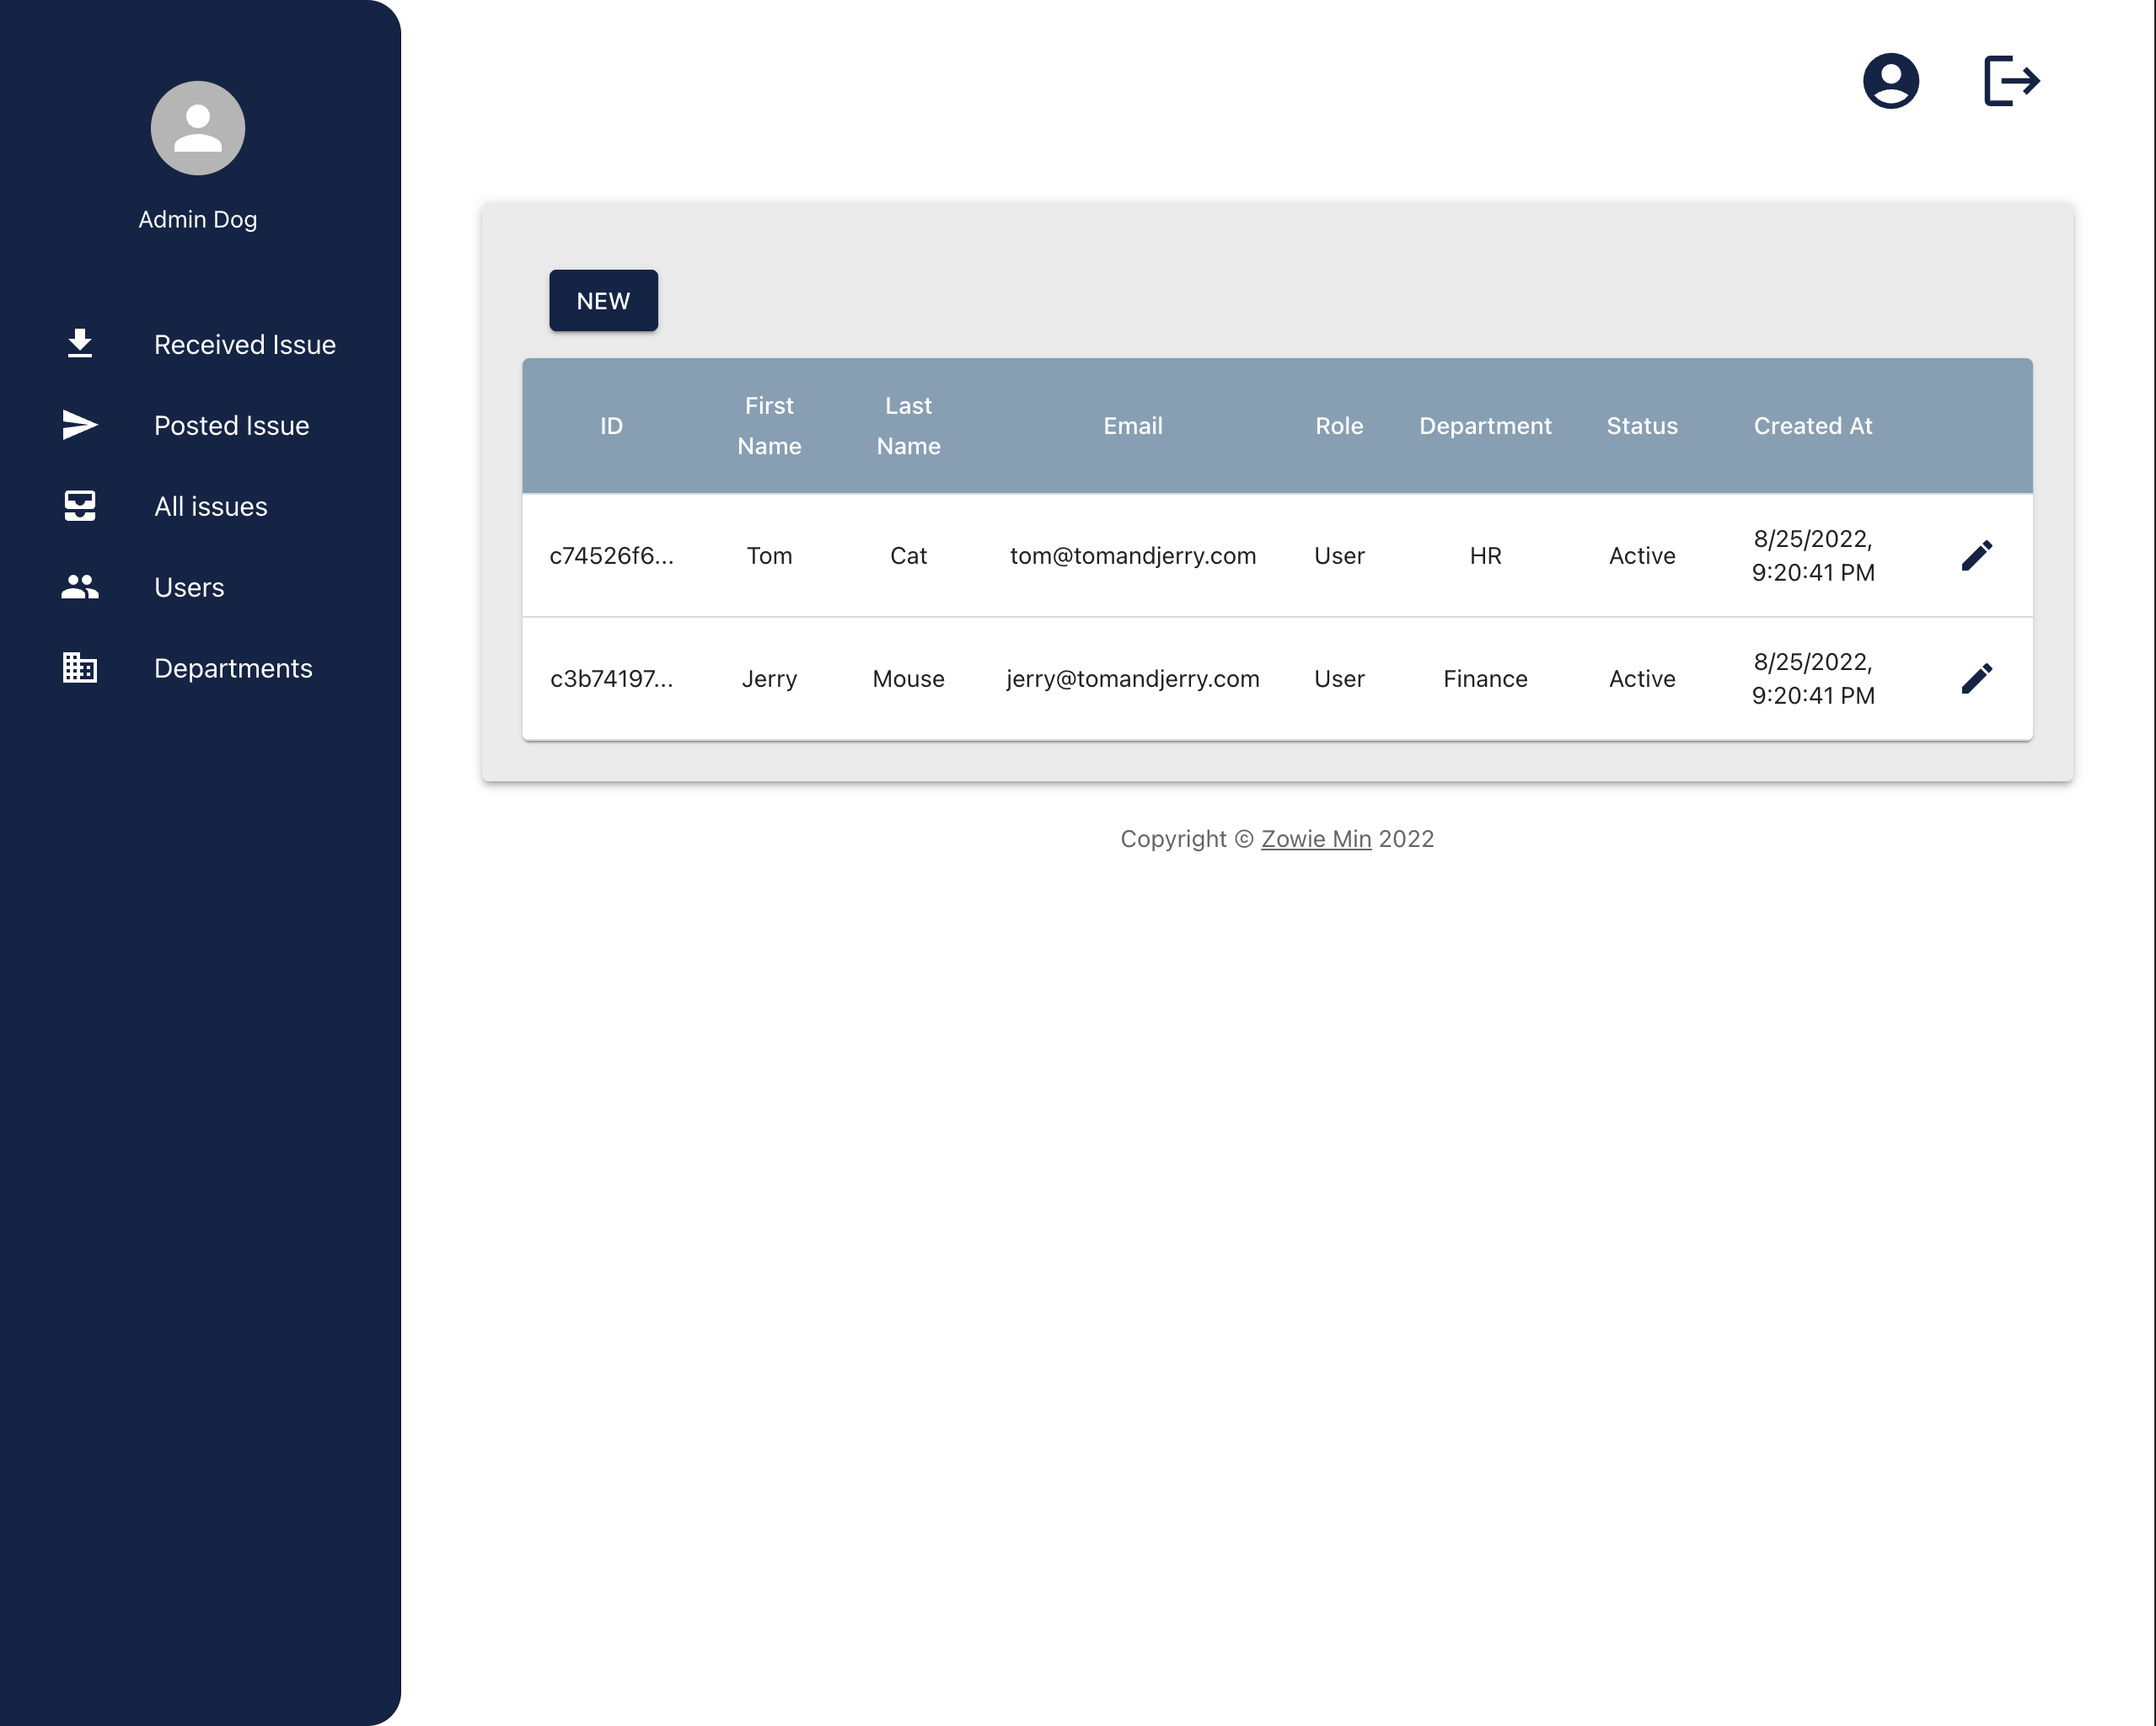 Admin Dog
Received Issue
Posted Issue
All issues
Users
Departments
NEW
ID First Name Last Name Email Role Department Status Created At
c74526f6... Tom Cat tom@tomandjerry.com User HR Active 8/25/2022, 9:20:41 PM
c3b74197... Jerry Mouse jerry@tomandjerry.com User Finance Active 8/25/2022, 9:20:41 PM
Copyright © Zowie Min 2022